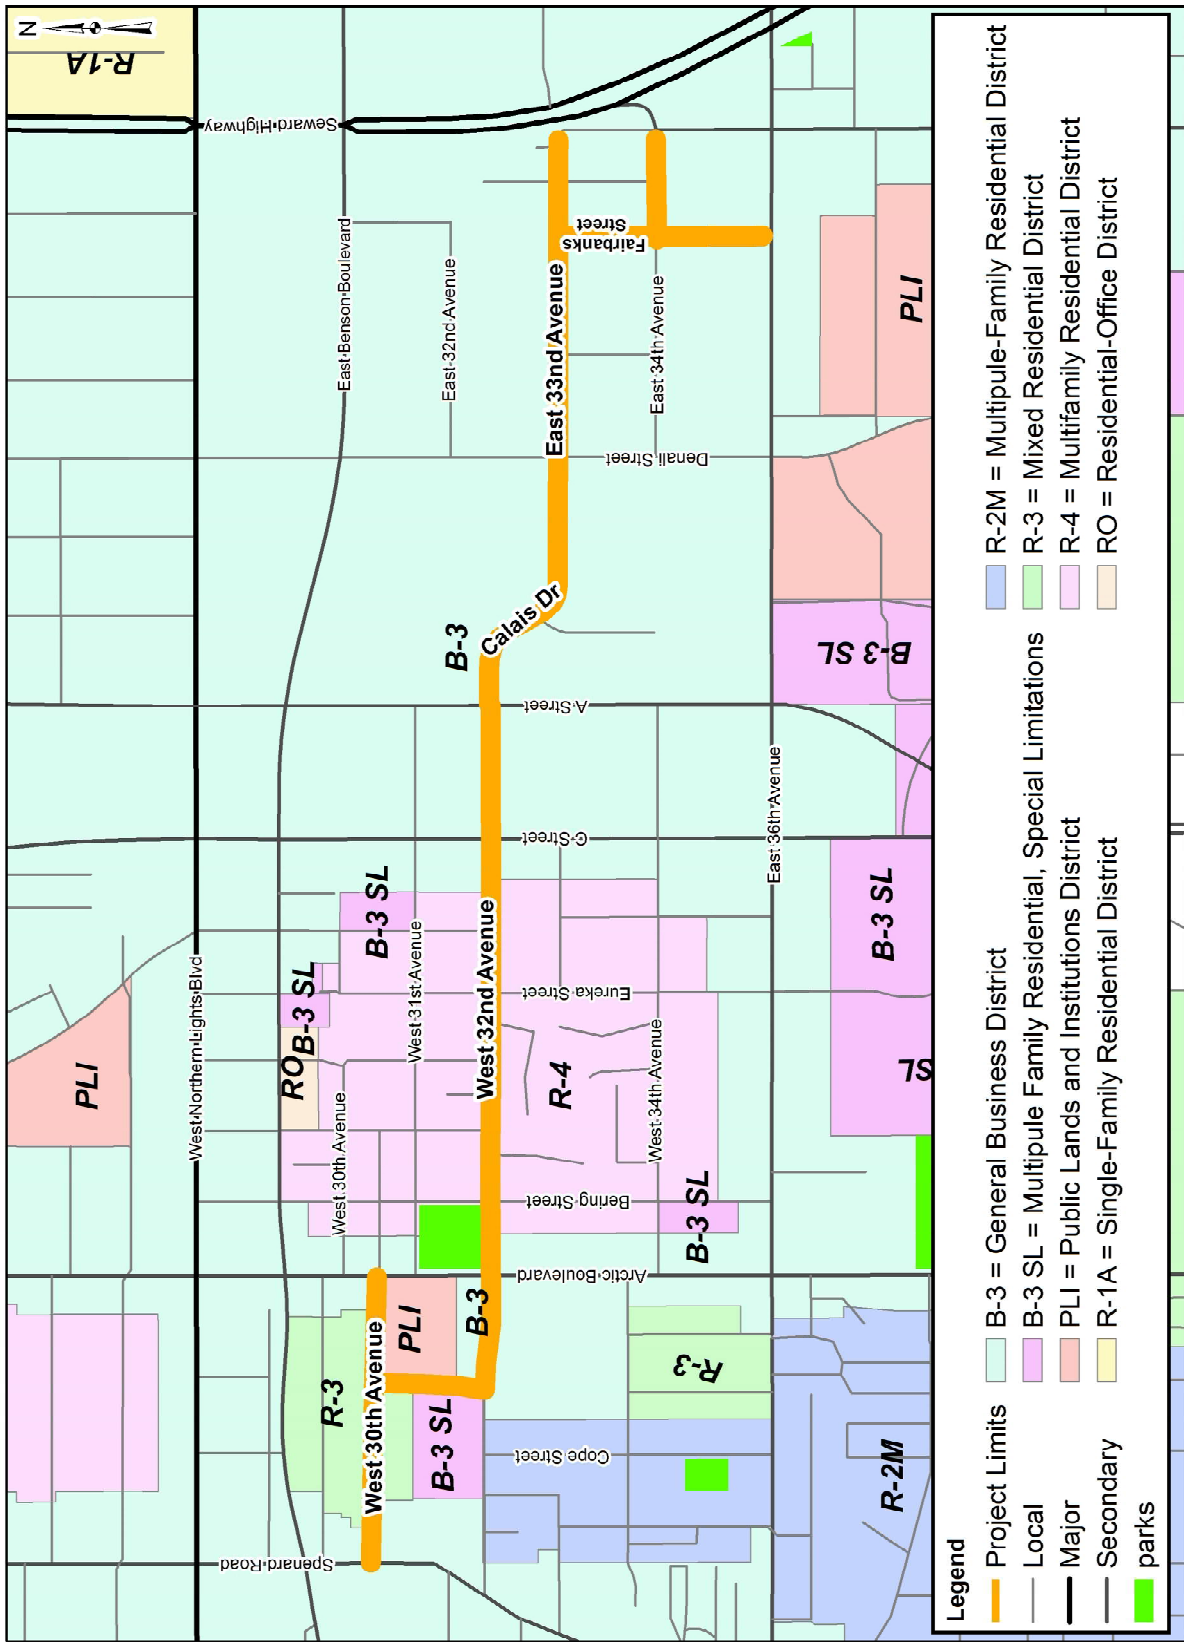 N
R-1A
PLI
West Northern Lights Blvd
Seward Highway
Spenard Road
RO
B-3 SL
R-3
West 30th Avenue
East Benson Boulevard
West 30th Avenue
B-3 SL
PLI
West 31st Avenue
B-3 SL
B-3
West 32nd Avenue
B-3
East 32nd Avenue
Calais Dr
East 33nd Avenue
Cope Street
Arctic Boulevard
Bering Street
Eureka Street
C Street
A Street
Denali Street
Fairbanks
Street
R-4
West 34th Avenue
East 34th Avenue
R-3
B-3 SL
East 36th Avenue
R-2M
SL
B-3 SL
B-3 SL
PLI
Legend
Project Limits
Local
Major
Secondary
parks
B-3 = General Business District
B-3 SL = Multipule Family Residential, Special Limitations
PLI = Public Lands and Institutions District
R-1A = Single-Family Residential District
R-2M = Multipule-Family Residential District
R-3 = Mixed Residential District
R-4 = Multifamily Residential District
RO = Residential-Office District